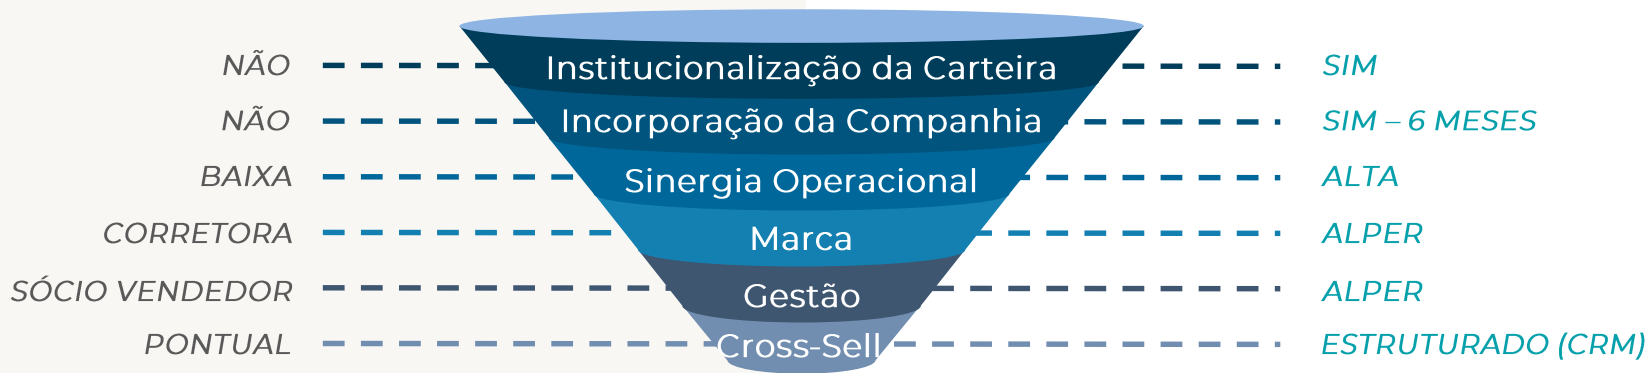 NÃO Institucionalização da Carteira SIM
NÃO Incorporação da Companhia SIM – 6 MESES
BAIXA Sinergia Operacional ALTA
CORRETORA Marca ALPER
SÓCIO VENDEDOR Gestão ALPER
PONTUAL Cross-Sell ESTRUTURADO (CRM)